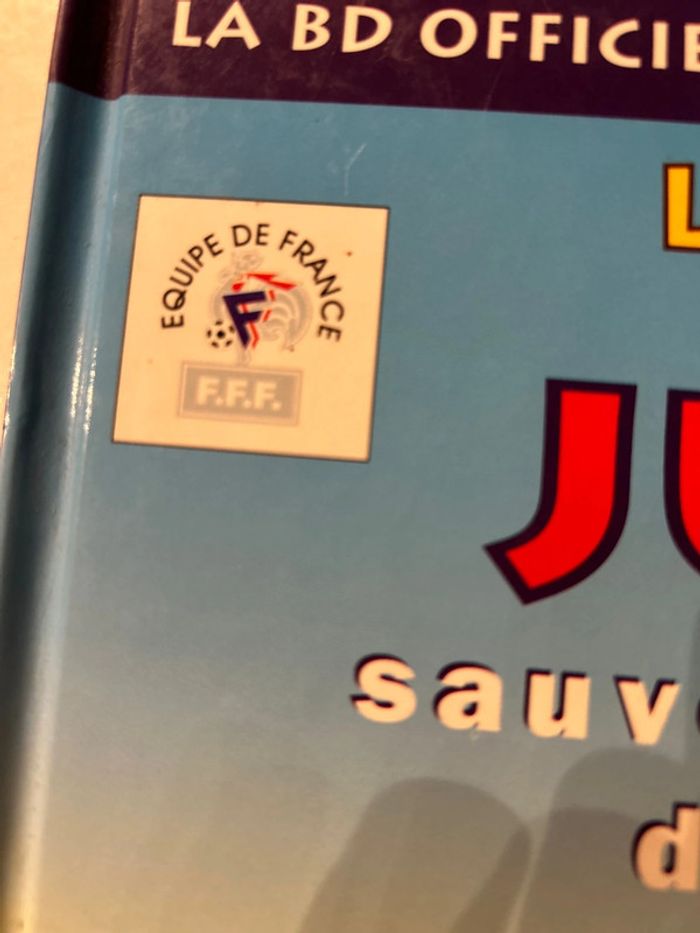 LA BD OFFICIE
EQUIPE DE FRANCE
F
F.F.F.
L
JU
sauv
d